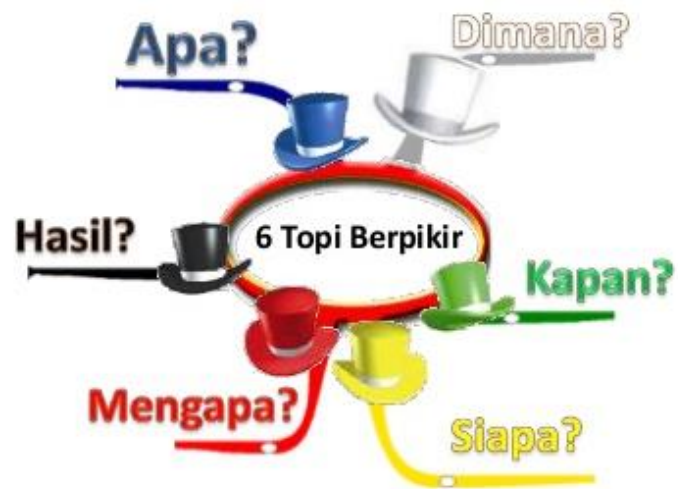 Apa?
Dimana?
Hasil?
6 Topi Berpikir
Kapan?
Mengapa?
Siapa?